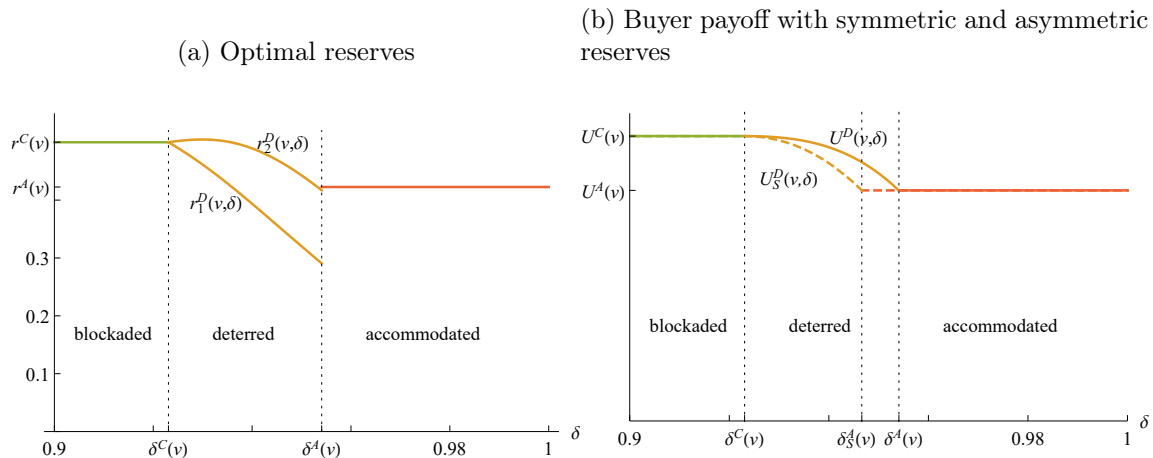 (a) Optimal reserves
r^C(v)
r^A(v)
0.3
0.2
0.1
r_2^D(v,δ)
r_1^D(v,δ)
blockaded
deterred
accommodated
0.9
δ^C(v)
δ^A(v)
0.98
1
δ
(b) Buyer payoff with symmetric and asymmetric
reserves
U^C(v)
U^A(v)
U^D(v,δ)
U_S^D(v,δ)
blockaded
deterred
accommodated
0.9
δ^C(v)
δ_S^A(v)
δ^A(v)
0.98
1
δ